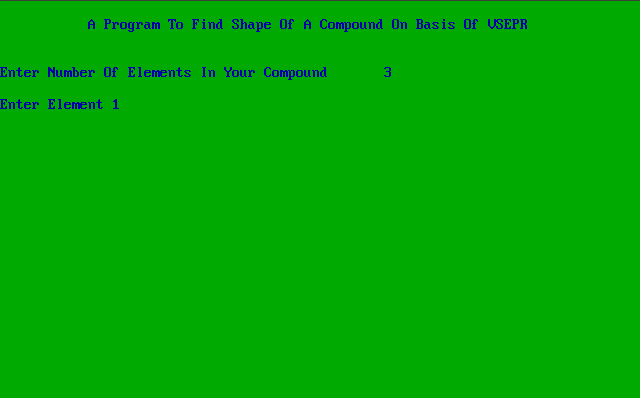 A Program To Find Shape Of A Compound On Basis Of VSEPR
Enter Number Of Elements In Your Compound 3
Enter Element 1